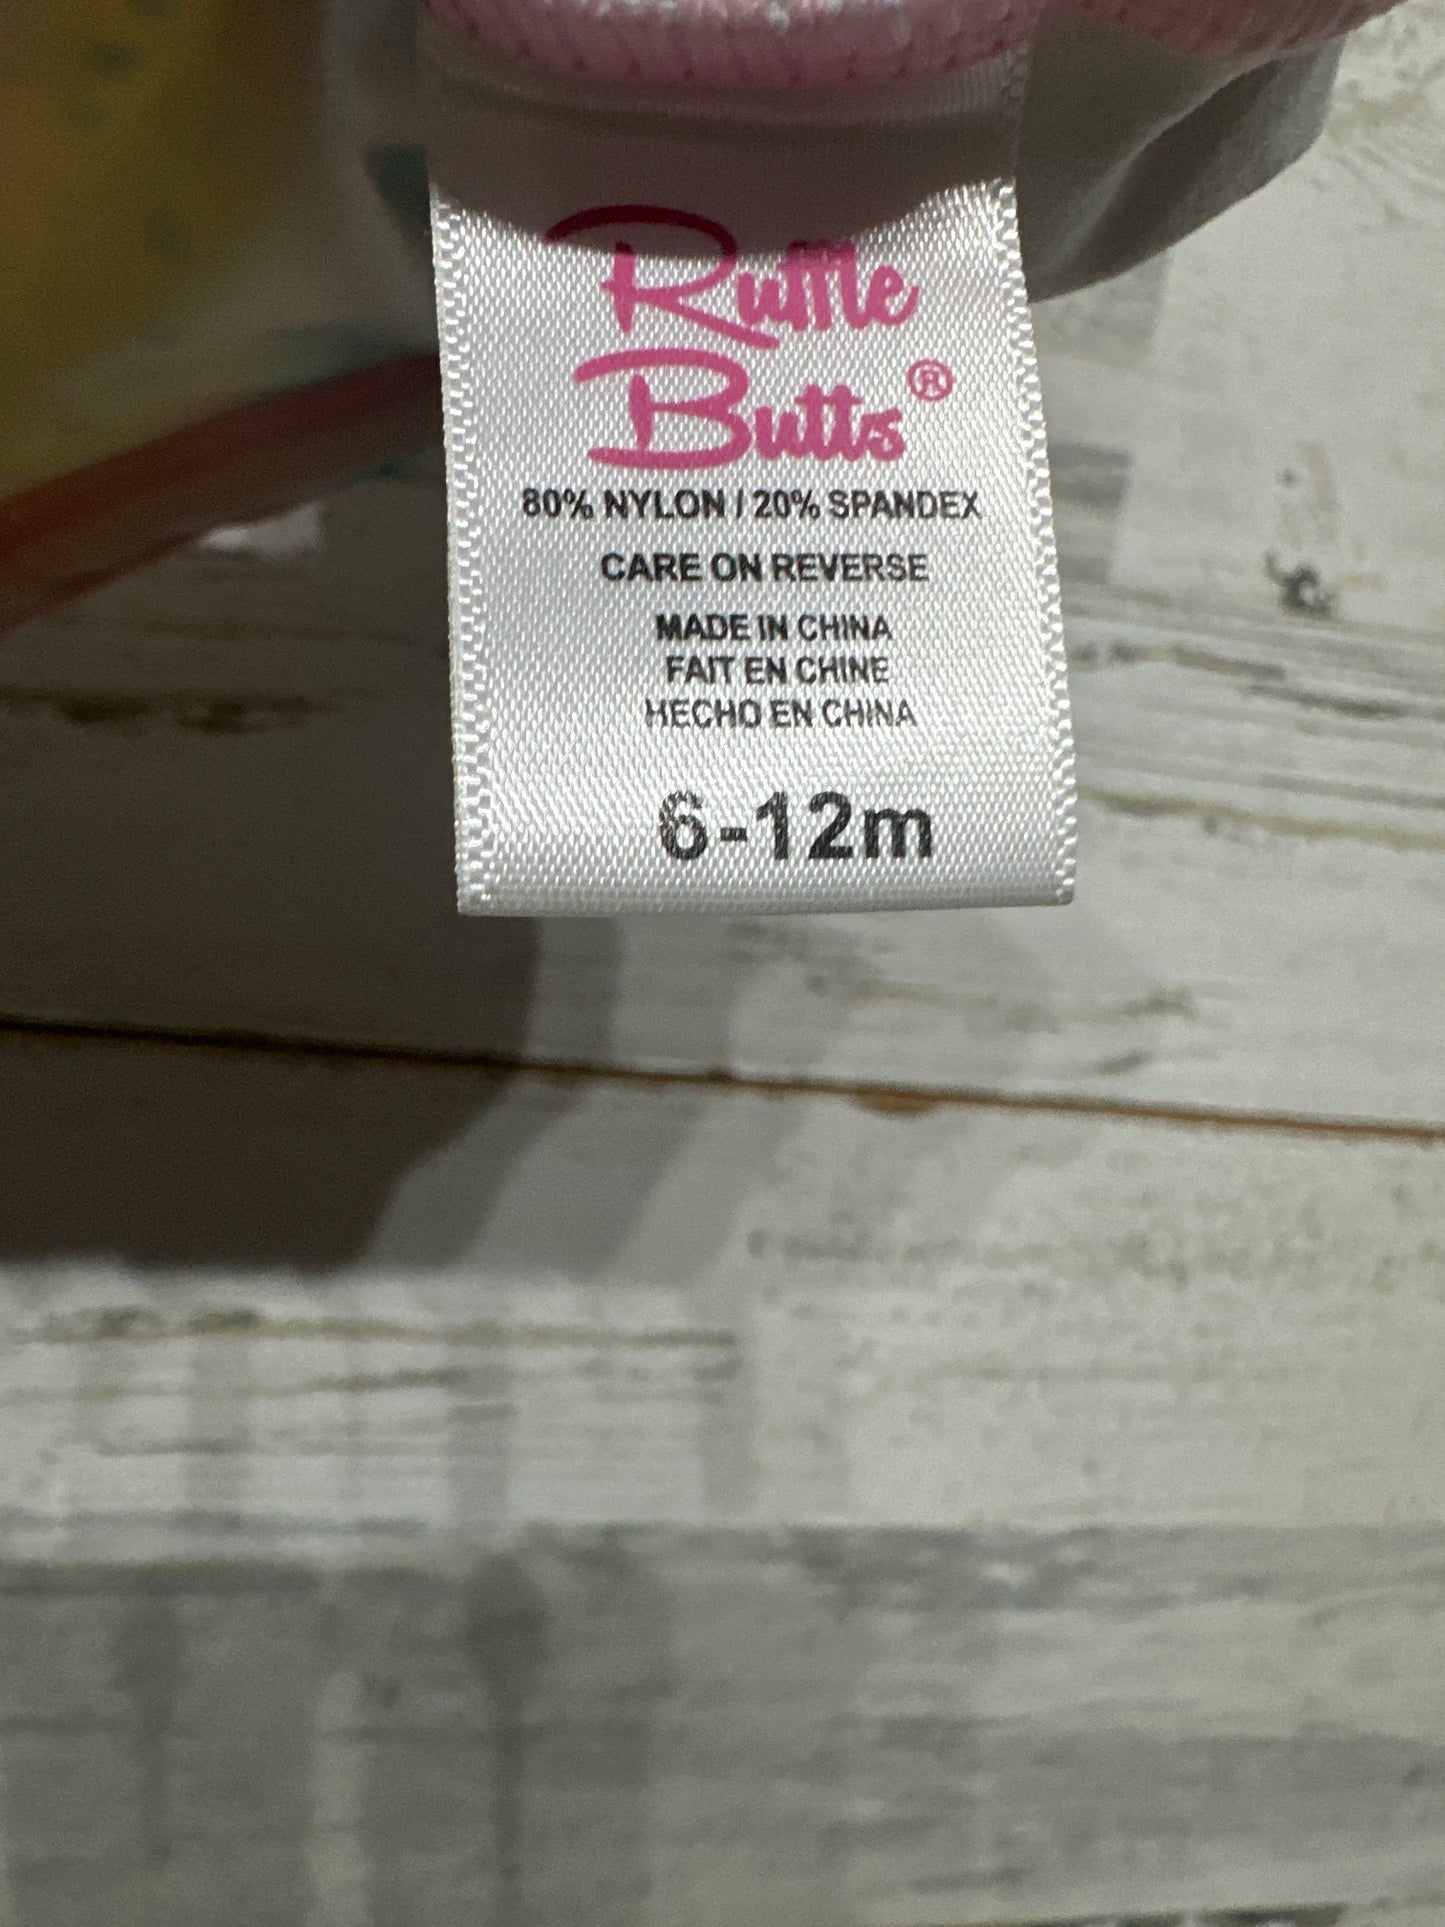 Ruffle
Butts®
80% NYLON / 20% SPANDEX
CARE ON REVERSE
MADE IN CHINA
FAIT EN CHINE
HECHO EN CHINA
6-12m